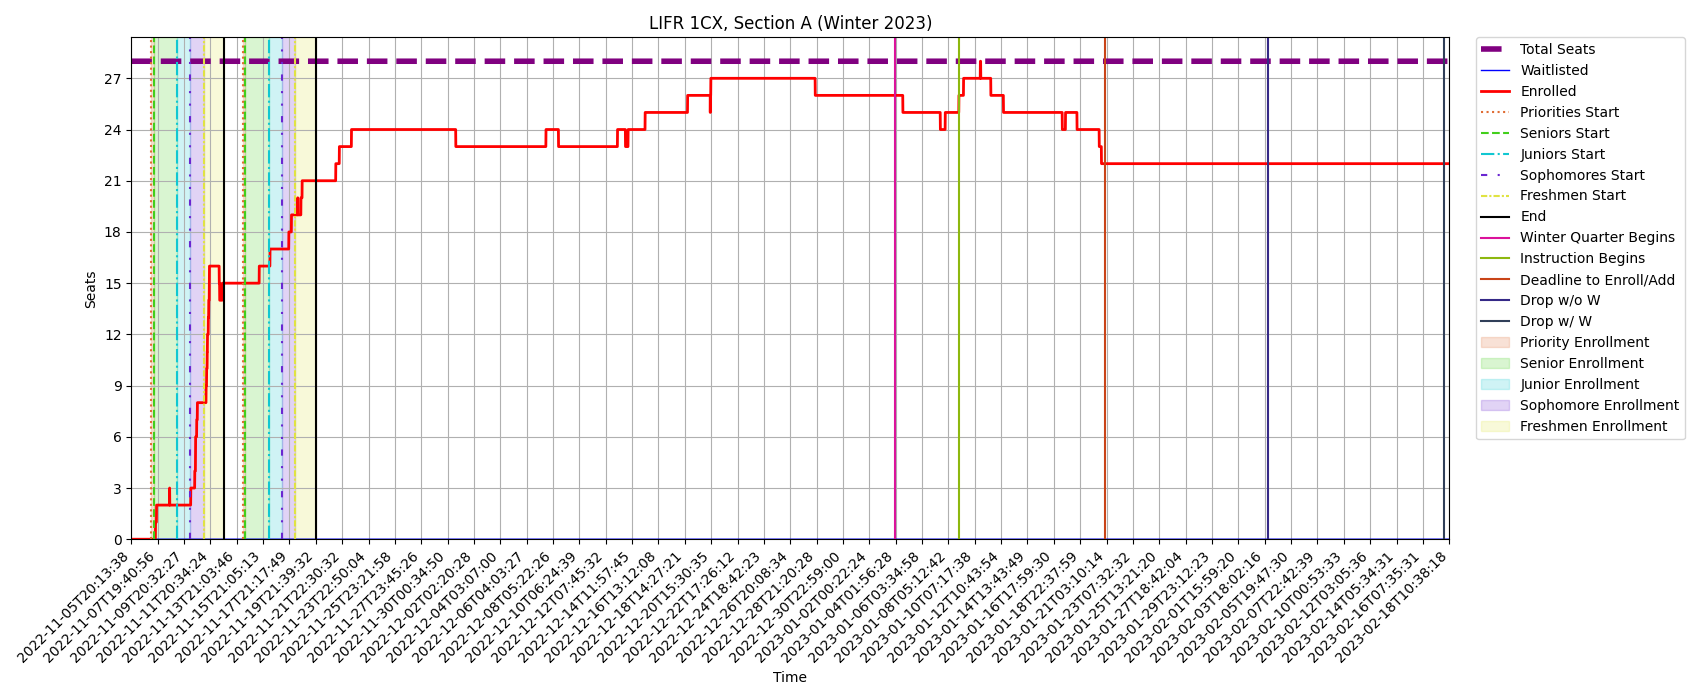 LIFR 1CX, Section A (Winter 2023)
Seats
27
24
21
18
15
12
9
6
3
0
2022-11-05T20:13:38
2022-11-07T19:40:56
2022-11-09T20:32:27
2022-11-11T20:34:24
2022-11-13T21:03:46
2022-11-15T21:05:13
2022-11-17T21:17:49
2022-11-19T21:39:32
2022-11-21T22:30:32
2022-11-23T22:50:04
2022-11-25T23:21:58
2022-11-27T23:45:26
2022-11-30T00:34:50
2022-12-02T02:20:28
2022-12-04T03:07:00
2022-12-06T04:03:27
2022-12-08T05:22:26
2022-12-10T06:24:39
2022-12-12T07:45:32
2022-12-14T11:57:45
2022-12-16T13:12:08
2022-12-18T14:27:21
2022-12-20T15:30:35
2022-12-22T17:26:12
2022-12-24T18:42:23
2022-12-26T20:08:34
2022-12-28T21:20:28
2022-12-30T22:59:00
2023-01-02T00:22:24
2023-01-04T01:56:28
2023-01-06T03:34:58
2023-01-08T05:12:42
2023-01-10T07:17:38
2023-01-12T10:43:54
2023-01-14T13:43:49
2023-01-16T17:59:30
2023-01-18T22:37:59
2023-01-21T03:10:14
2023-01-23T07:32:32
2023-01-25T13:21:20
2023-01-27T18:42:04
2023-01-29T23:12:23
2023-02-01T15:59:20
2023-02-03T18:02:16
2023-02-05T19:47:30
2023-02-07T22:42:39
2023-02-10T00:53:33
2023-02-12T03:05:36
2023-02-14T05:34:31
2023-02-16T07:35:31
2023-02-18T10:38:18
Time
Total Seats
Waitlisted
Enrolled
Priorities Start
Seniors Start
Juniors Start
Sophomores Start
Freshmen Start
End
Winter Quarter Begins
Instruction Begins
Deadline to Enroll/Add
Drop w/o W
Drop w/ W
Priority Enrollment
Senior Enrollment
Junior Enrollment
Sophomore Enrollment
Freshmen Enrollment